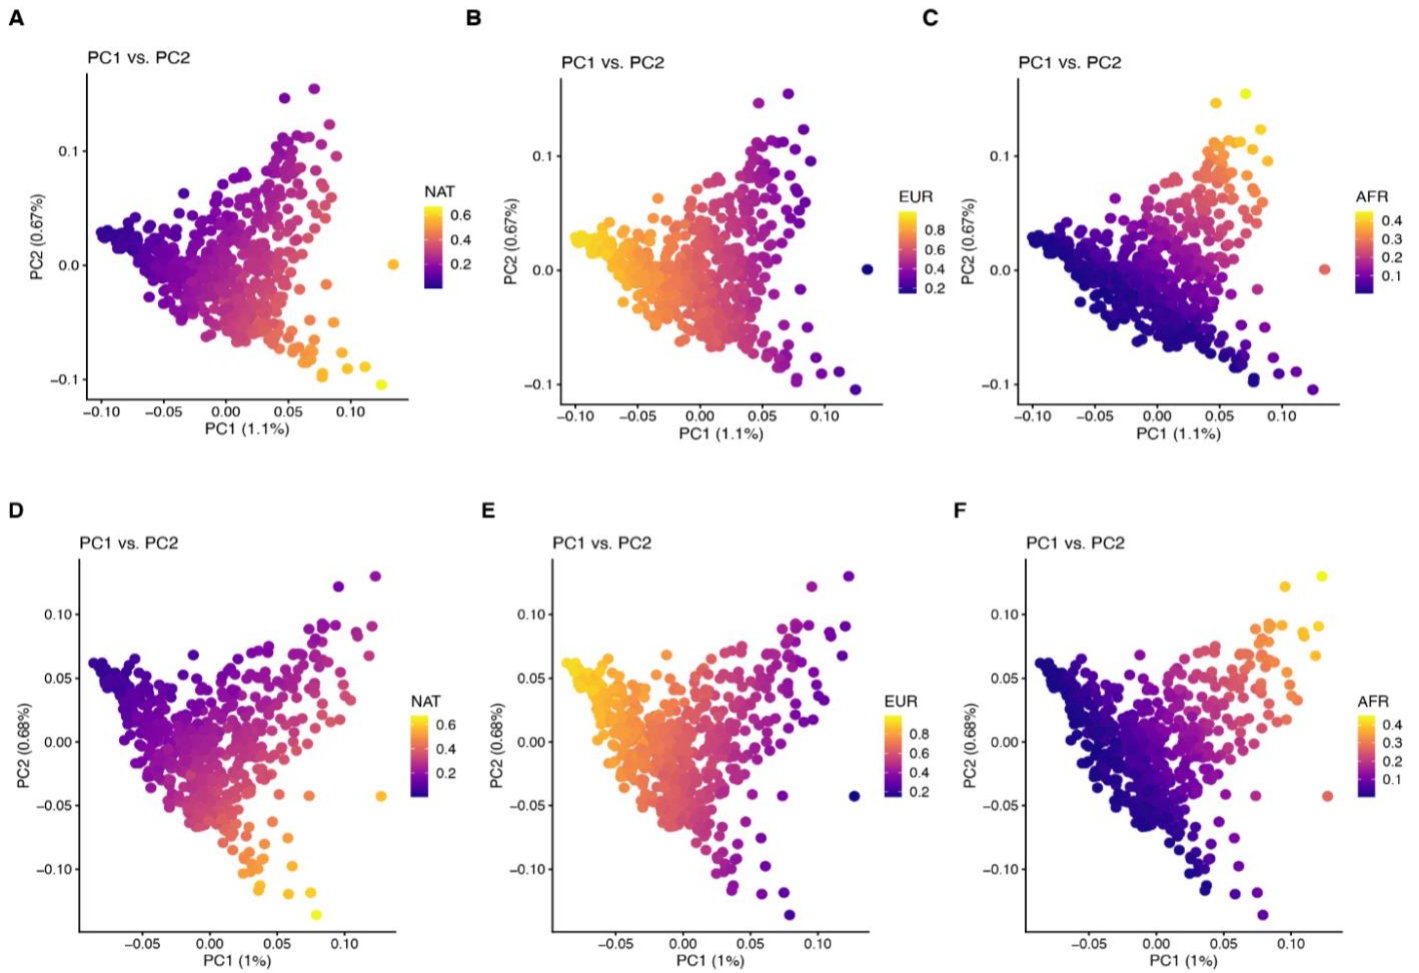 A
PC1 vs. PC2
PC2 (0.67%)
0.1
0.0
−0.1
−0.10 −0.05 0.00 0.05 0.10
PC1 (1.1%)
NAT
0.6
0.4
0.2
B
PC1 vs. PC2
PC2 (0.67%)
0.1
0.0
−0.1
−0.10 −0.05 0.00 0.05 0.10
PC1 (1.1%)
EUR
0.8
0.6
0.4
0.2
C
PC1 vs. PC2
PC2 (0.67%)
0.1
0.0
−0.1
−0.10 −0.05 0.00 0.05 0.10
PC1 (1.1%)
AFR
0.4
0.3
0.2
0.1
D
PC1 vs. PC2
PC2 (0.68%)
0.10
0.05
0.00
−0.05
−0.10
−0.05 0.00 0.05 0.10
PC1 (1%)
NAT
0.6
0.4
0.2
E
PC1 vs. PC2
PC2 (0.68%)
0.10
0.05
0.00
−0.05
−0.10
−0.05 0.00 0.05 0.10
PC1 (1%)
EUR
0.8
0.6
0.4
0.2
F
PC1 vs. PC2
PC2 (0.68%)
0.10
0.05
0.00
−0.05
−0.10
−0.05 0.00 0.05 0.10
PC1 (1%)
AFR
0.4
0.3
0.2
0.1